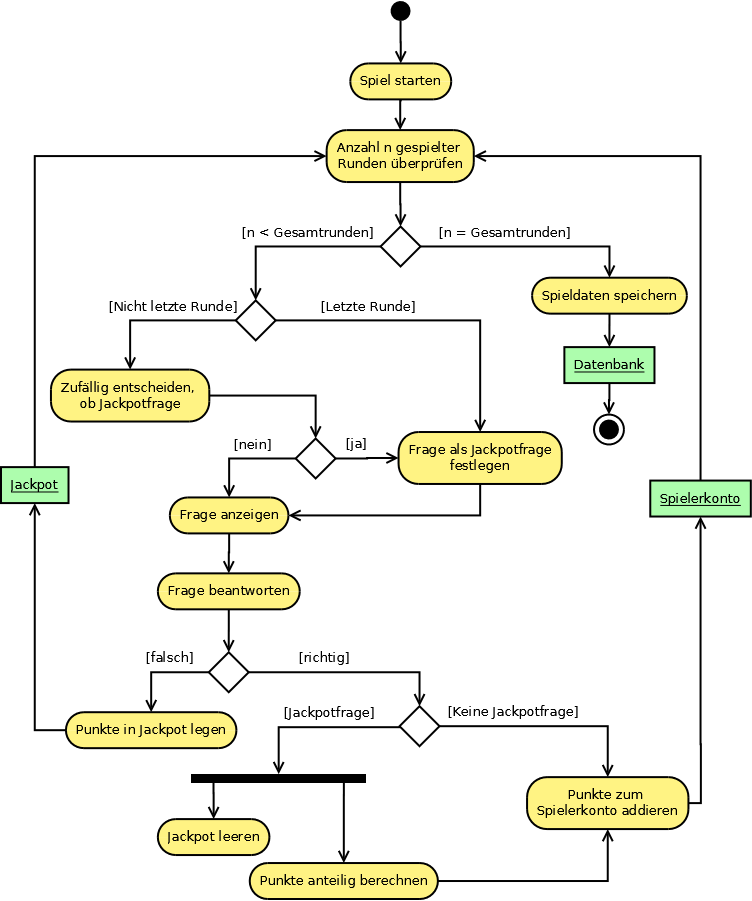 Spiel starten
Anzahl n gespielter
Runden überprüfen
[n < Gesamtrunden]
[n = Gesamtrunden]
Spieldaten speichern
[Nicht letzte Runde]
[Letzte Runde]
Datenbank
Zufällig entscheiden,
ob Jackpotfrage
[nein]
[ja]
Frage als Jackpotfrage
festlegen
Jackpot
Spielerkonto
Frage anzeigen
Frage beantworten
[falsch]
[richtig]
[Jackpotfrage]
[Keine Jackpotfrage]
Punkte in Jackpot legen
Punkte zum
Spielerkonto addieren
Jackpot leeren
Punkte anteilig berechnen